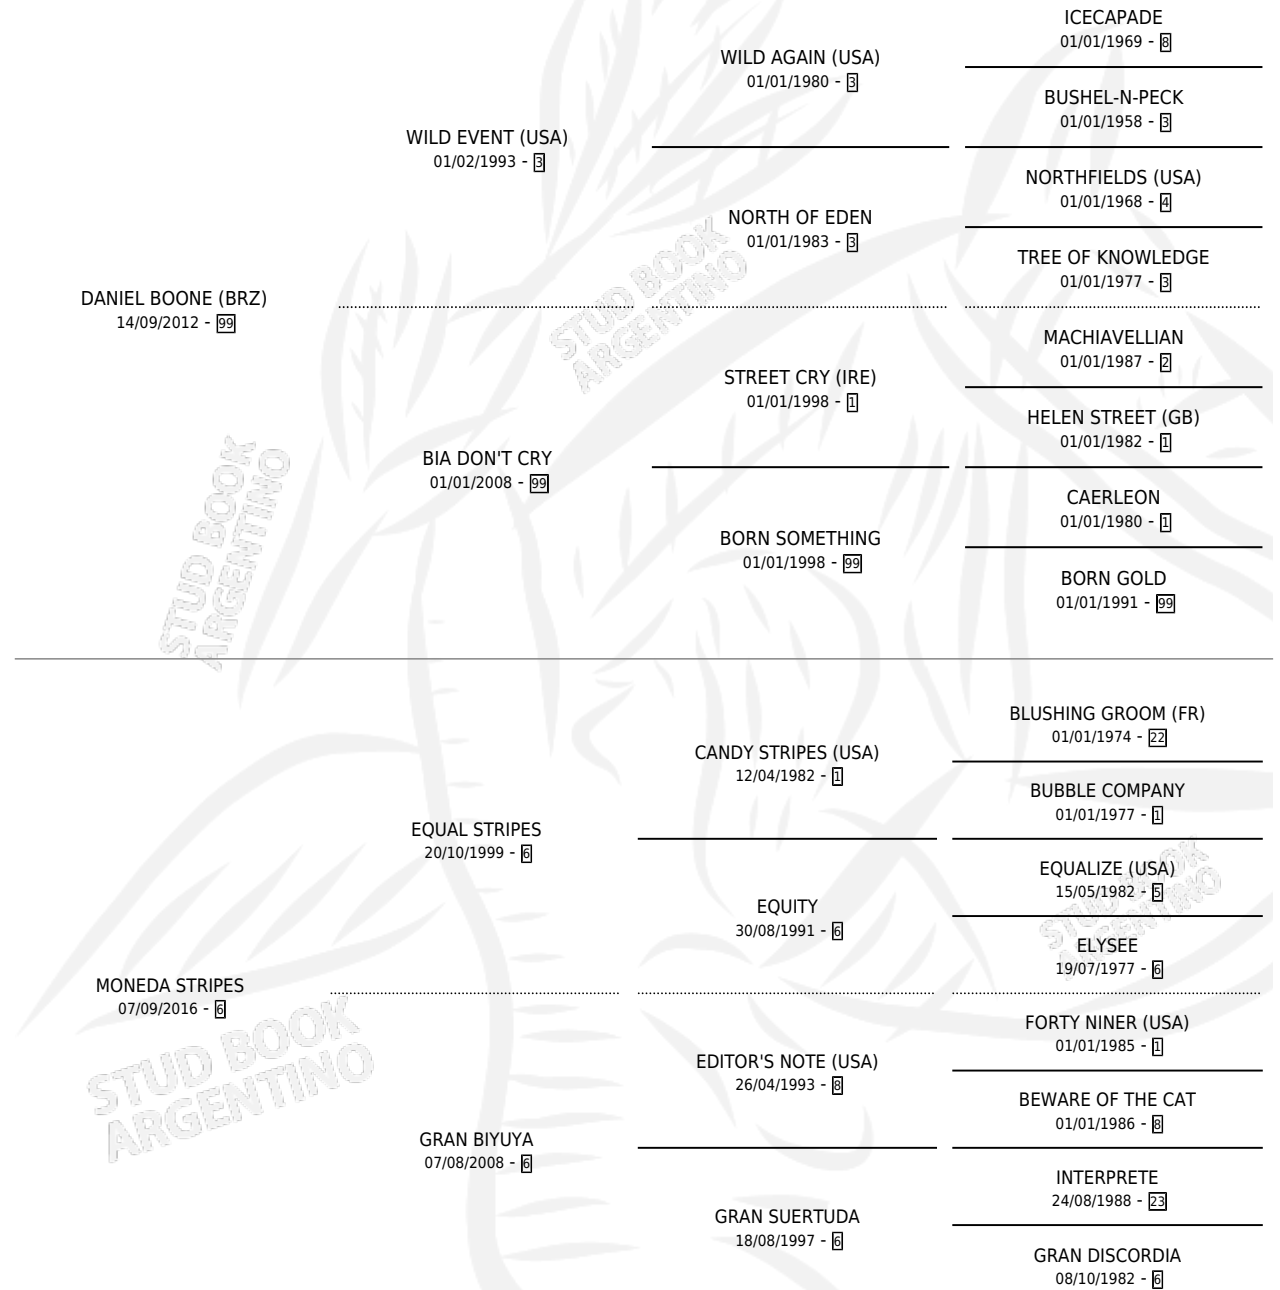 ICECAPADE
01/01/1969 - 8
WILD AGAIN (USA)
01/01/1980 - 3
BUSHEL-N-PECK
01/01/1958 - 3
WILD EVENT (USA)
01/02/1993 - 3
NORTHFIELDS (USA)
01/01/1968 - 4
NORTH OF EDEN
01/01/1983 - 3
TREE OF KNOWLEDGE
01/01/1977 - 3
DANIEL BOONE (BRZ)
14/09/2012 - 99
MACHIAVELLIAN
01/01/1987 - 2
STREET CRY (IRE)
01/01/1998 - 1
HELEN STREET (GB)
01/01/1982 - 1
BIA DON'T CRY
01/01/2008 - 99
CAERLEON
01/01/1980 - 1
BORN SOMETHING
01/01/1998 - 99
BORN GOLD
01/01/1991 - 99
BLUSHING GROOM (FR)
01/01/1974 - 22
CANDY STRIPES (USA)
12/04/1982 - 1
BUBBLE COMPANY
01/01/1977 - 1
EQUAL STRIPES
20/10/1999 - 6
EQUALIZE (USA)
15/05/1982 - 5
EQUITY
30/08/1991 - 6
ELYSEE
19/07/1977 - 6
MONEDA STRIPES
07/09/2016 - 6
FORTY NINER (USA)
01/01/1985 - 1
EDITOR'S NOTE (USA)
26/04/1993 - 8
BEWARE OF THE CAT
01/01/1986 - 8
GRAN BIYUYA
07/08/2008 - 6
INTERPRETE
24/08/1988 - 23
GRAN SUERTUDA
18/08/1997 - 6
GRAN DISCORDIA
08/10/1982 - 6
STUD BOOK
ARGENTINO
STUD BOOK
ARGENTINO
STUD BOOK
ARGENTINO
STUD BOOK
ARGENTINO